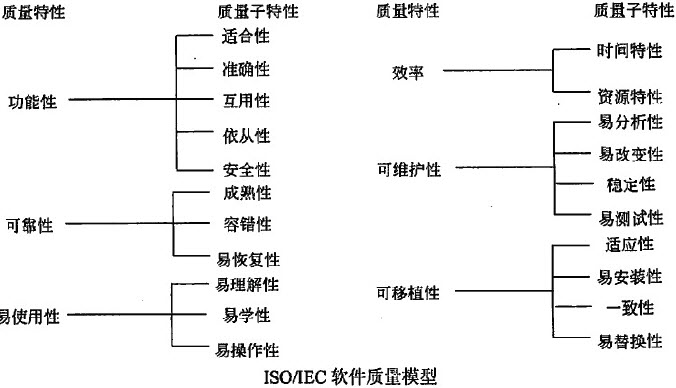 质量特性
质量子特性
功能性
适合性
准确性
互用性
依从性
安全性
可靠性
成熟性
容错性
易恢复性
易使用性
易理解性
易学性
易操作性
质量特性
质量子特性
效率
时间特性
资源特性
可维护性
易分析性
易改变性
稳定性
易测试性
可移植性
适应性
易安装性
一致性
易替换性
ISO/IEC 软件质量模型